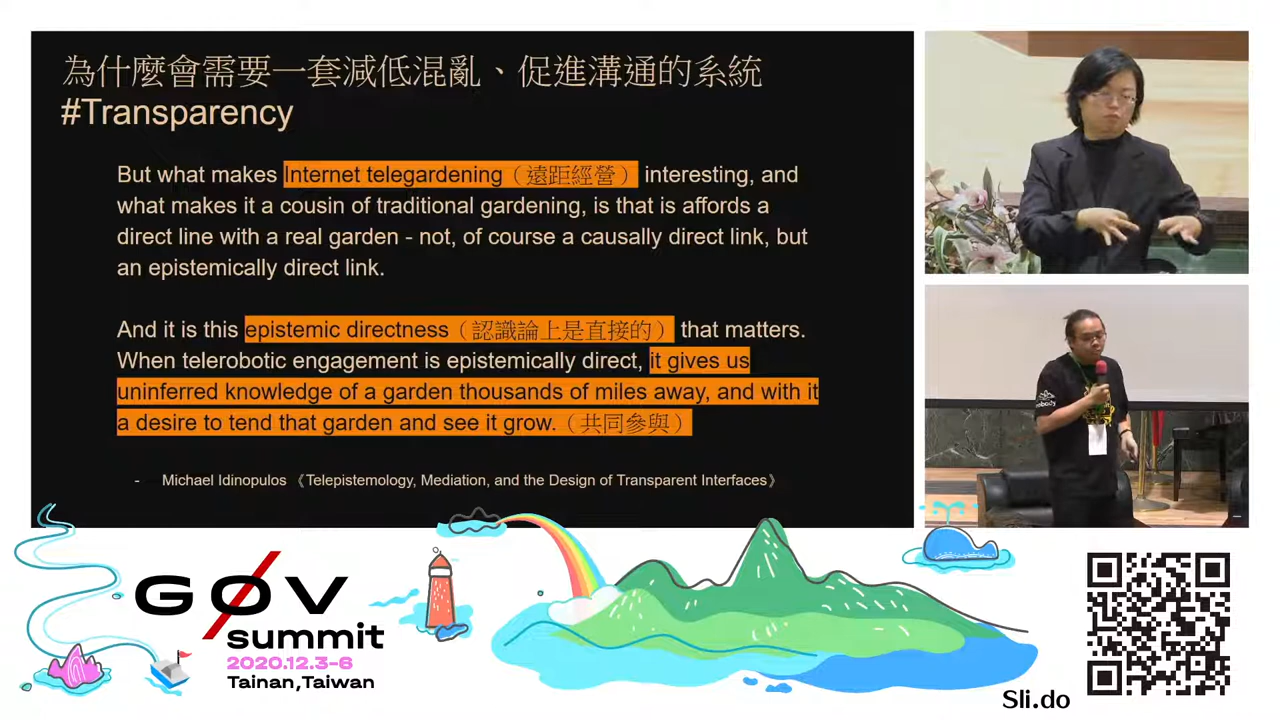 為什麼會需要一套減低混亂、促進溝通的系統
#Transparency
But what makes Internet telegardening（遠距經營）interesting, and
what makes it a cousin of traditional gardening, is that is affords a
direct line with a real garden - not, of course a causally direct link, but
an epistemically direct link.
And it is this epistemic directness（認識論上是直接的）that matters.
When telerobotic engagement is epistemically direct, it gives us
uninferred knowledge of a garden thousands of miles away, and with it
a desire to tend that garden and see it grow.（共同參與）
- Michael Idinopulos 《Telepistemology, Mediation, and the Design of Transparent Interfaces》
GØV
summit
2020.12.3-6
Tainan,Taiwan
Sli.do